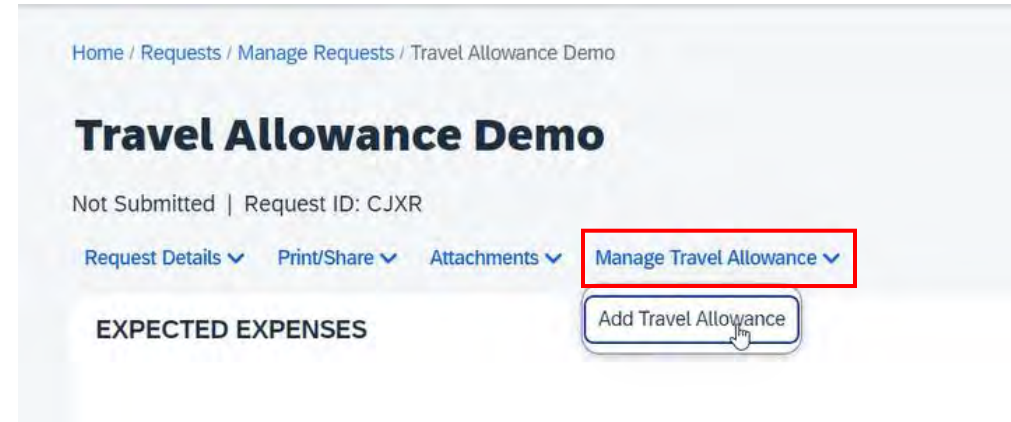 Home / Requests / Manage Requests / Travel Allowance Demo
Travel Allowance Demo
Not Submitted | Request ID: CJXR
Request Details Print/Share Attachments Manage Travel Allowance
Add Travel Allowance
EXPECTED EXPENSES